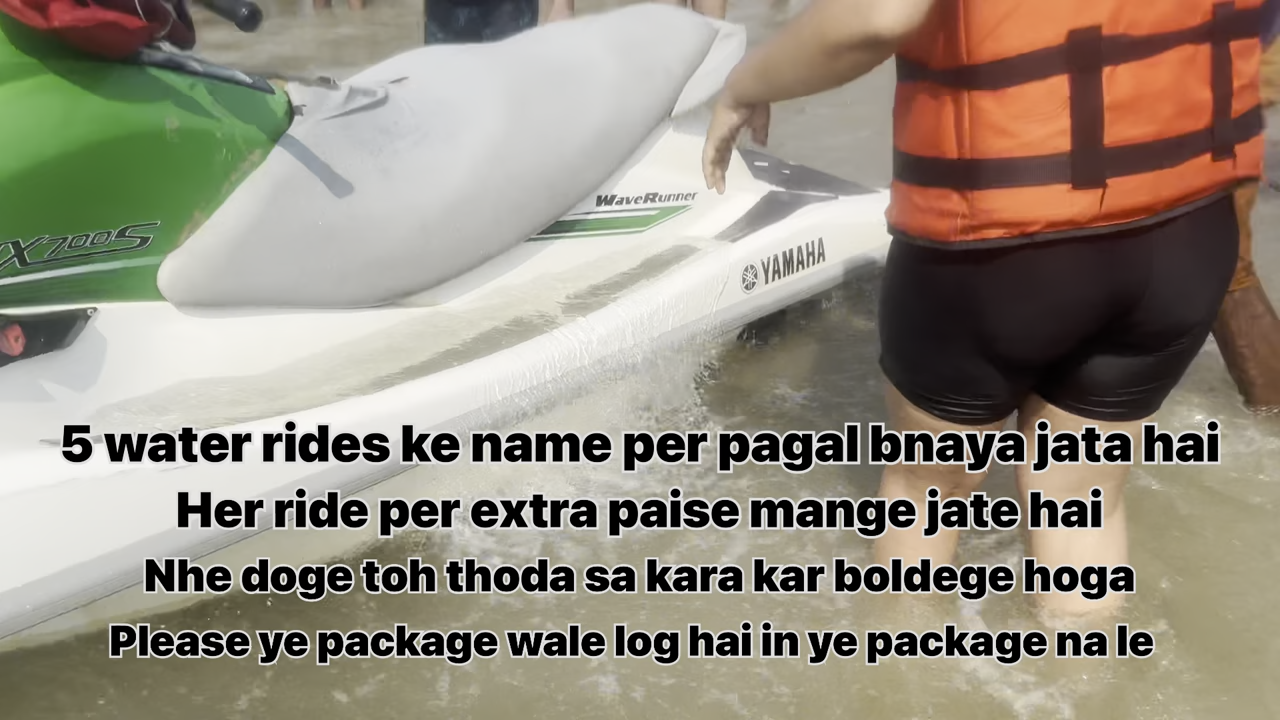 WaveRunner
YAMAHA
X700S
5 water rides ke name per pagal bnaya jata hai
Her ride per extra paise mange jate hai
Nhe doge toh thoda sa kara kar boldege hoga
Please ye package wale log hai in ye package na le